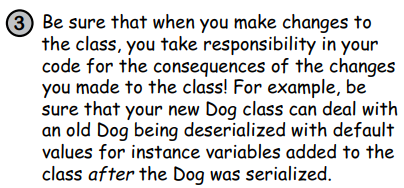 3 Be sure that when you make changes to
the class, you take responsibility in your
code for the consequences of the changes
you made to the class! For example, be
sure that your new Dog class can deal with
an old Dog being deserialized with default
values for instance variables added to the
class after the Dog was serialized.